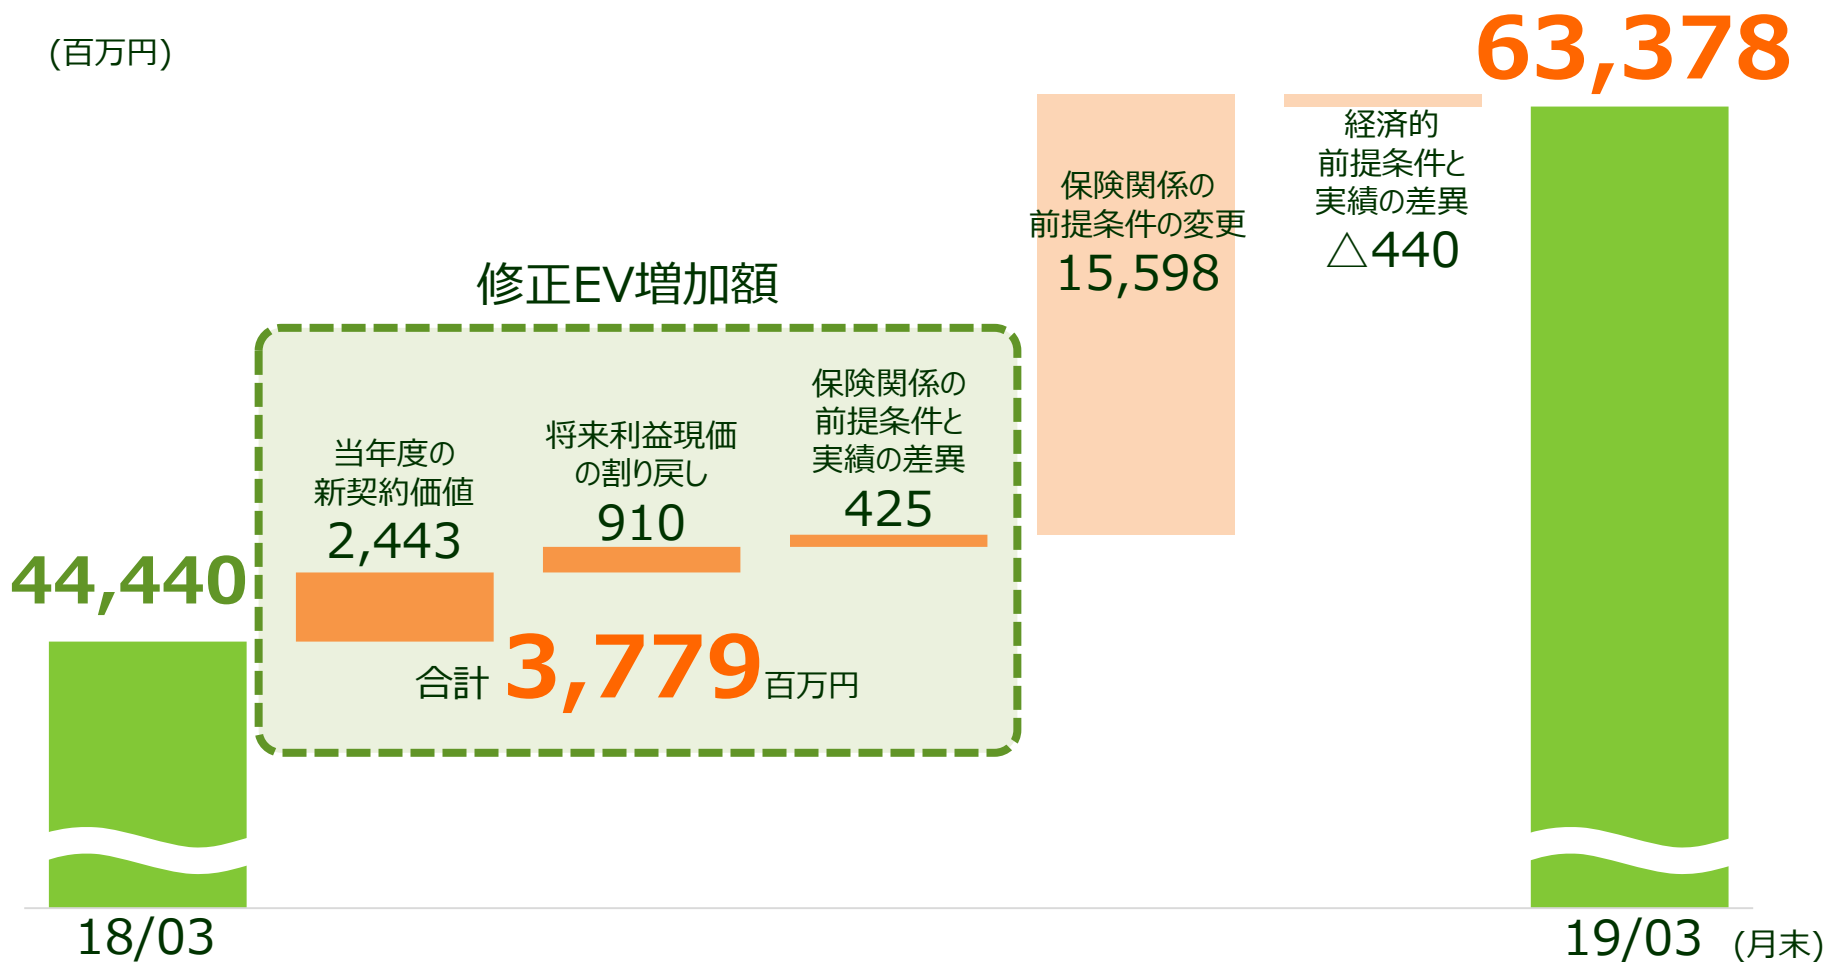 (百万円)
44,440
修正EV増加額
当年度の
新契約価値
2,443
将来利益現価
の割り戻し
910
保険関係の
前提条件と
実績の差異
425
合計 3,779百万円
保険関係の
前提条件の変更
15,598
経済的
前提条件と
実績の差異
△440
63,378
18/03
19/03 (月末)